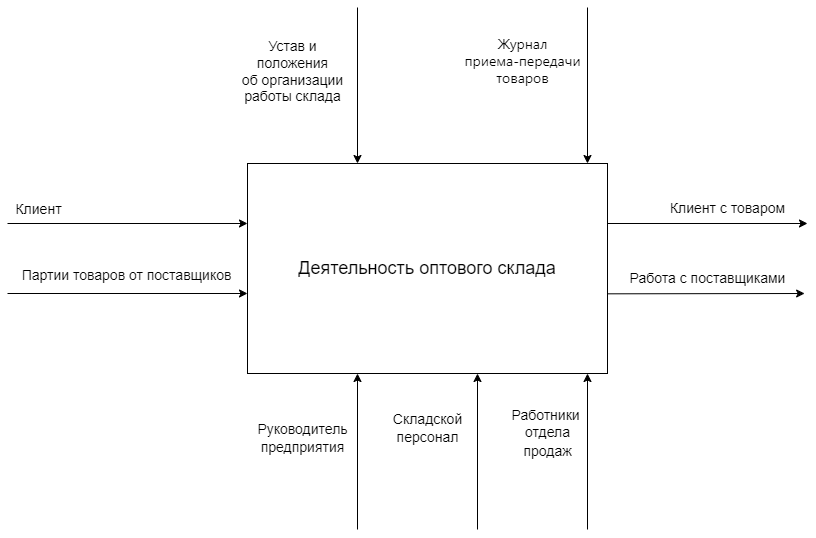 Устав и
положения
об организации
работы склада
Журнал
приема-передачи
товаров
Клиент
Клиент с товаром
Партии товаров от поставщиков
Деятельность оптового склада
Работа с поставщиками
Руководитель
предприятия
Складской
персонал
Работники
отдела
продаж